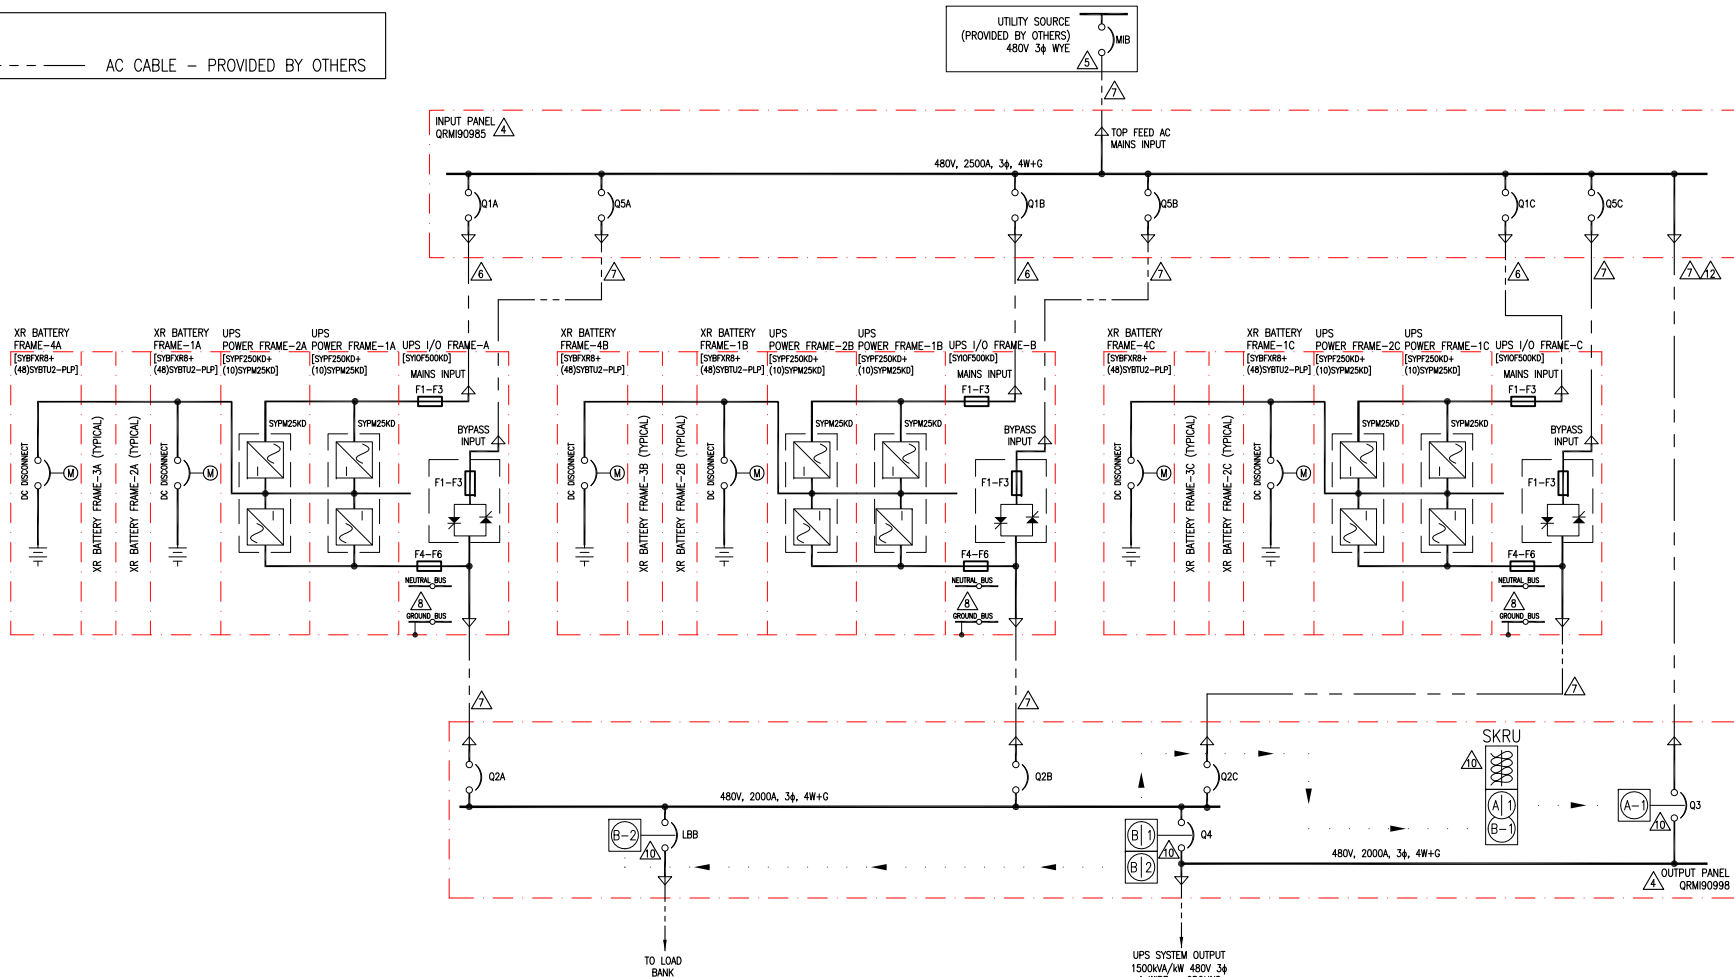 UTILITY SOURCE
(PROVIDED BY OTHERS)
480V 3ϕ WYE
MIB
5
7
AC CABLE – PROVIDED BY OTHERS
INPUT PANEL
QRMI90985
4
TOP FEED AC
MAINS INPUT
480V, 2500A, 3ϕ, 4W+G
Q1A
Q5A
Q1B
Q5B
Q1C
Q5C
6
7
6
7
6
7
7
12
XR BATTERY
FRAME-4A
[SYBFXR8+
(48)SYBTU2-PLP]
XR BATTERY
FRAME-1A
[SYBFXR8+
(48)SYBTU2-PLP]
UPS
POWER FRAME-2A
[SYPF250KD+
(10)SYPM25KD]
UPS
POWER FRAME-1A
[SYPF250KD+
(10)SYPM25KD]
UPS I/O FRAME-A
[SYIOF500KD]
MAINS INPUT
F1-F3
DC DISCONNECT
M
XR BATTERY FRAME-3A (TYPICAL)
XR BATTERY FRAME-2A (TYPICAL)
DC DISCONNECT
M
SYPM25KD
SYPM25KD
BYPASS
INPUT
F1-F3
F4-F6
NEUTRAL BUS
8
GROUND BUS
XR BATTERY
FRAME-4B
[SYBFXR8+
(48)SYBTU2-PLP]
XR BATTERY
FRAME-1B
[SYBFXR8+
(48)SYBTU2-PLP]
UPS
POWER FRAME-2B
[SYPF250KD+
(10)SYPM25KD]
UPS
POWER FRAME-1B
[SYPF250KD+
(10)SYPM25KD]
UPS I/O FRAME-B
[SYIOF500KD]
MAINS INPUT
F1-F3
DC DISCONNECT
M
XR BATTERY FRAME-3B (TYPICAL)
XR BATTERY FRAME-2B (TYPICAL)
DC DISCONNECT
M
SYPM25KD
SYPM25KD
BYPASS
INPUT
F1-F3
F4-F6
NEUTRAL BUS
8
GROUND BUS
XR BATTERY
FRAME-4C
[SYBFXR8+
(48)SYBTU2-PLP]
XR BATTERY
FRAME-1C
[SYBFXR8+
(48)SYBTU2-PLP]
UPS
POWER FRAME-2C
[SYPF250KD+
(10)SYPM25KD]
UPS
POWER FRAME-1C
[SYPF250KD+
(10)SYPM25KD]
UPS I/O FRAME-C
[SYIOF500KD]
MAINS INPUT
F1-F3
DC DISCONNECT
M
XR BATTERY FRAME-3C (TYPICAL)
XR BATTERY FRAME-2C (TYPICAL)
DC DISCONNECT
M
SYPM25KD
SYPM25KD
BYPASS
INPUT
F1-F3
F4-F6
NEUTRAL BUS
8
GROUND BUS
7
7
7
SKRU
10
A 1
B-1
A-1
Q3
10
Q2A
Q2B
Q2C
480V, 2000A, 3ϕ, 4W+G
B-2
LBB
10
B 1
Q4
10
B 2
480V, 2000A, 3ϕ, 4W+G
4
OUTPUT PANEL
QRMI90998
TO LOAD
BANK
UPS SYSTEM OUTPUT
1500kVA/kW 480V 3ϕ